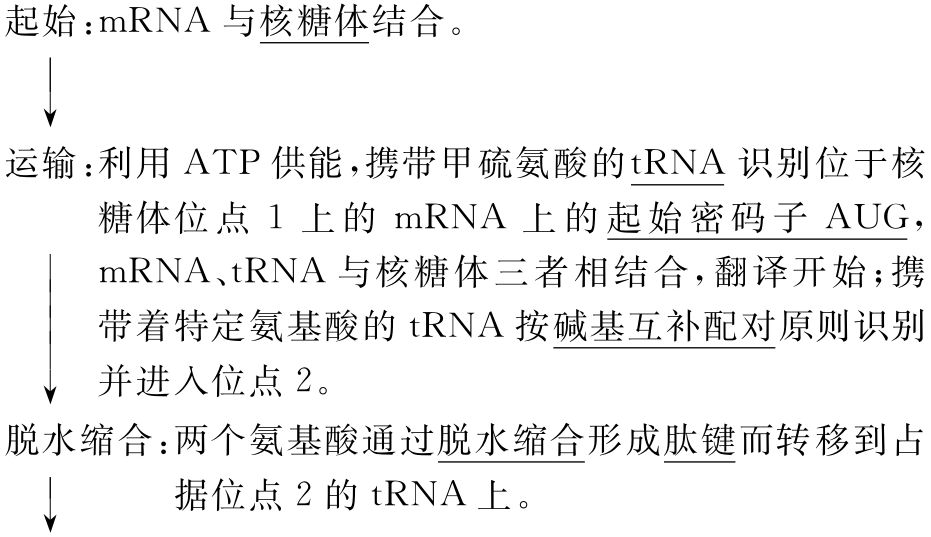 起始:mRNA 与核糖体结合。
运输:利用 ATP 供能,携带甲硫氨酸的tRNA 识别位于核
糖体位点 1 上的 mRNA 上的起始密码子 AUG,
mRNA、tRNA 与核糖体三者相结合,翻译开始;携
带着特定氨基酸的 tRNA 按碱基互补配对原则识别
并进入位点 2。
脱水缩合:两个氨基酸通过脱水缩合形成肽键而转移到占
据位点 2 的 tRNA 上。